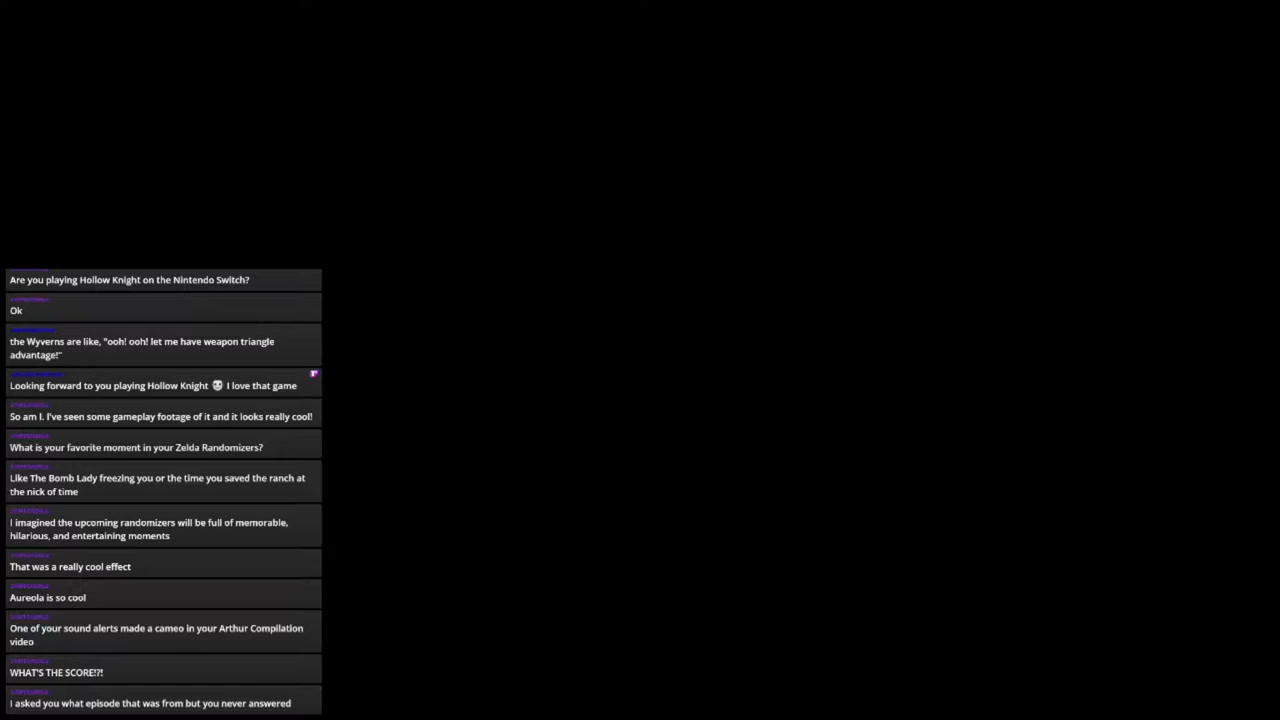 Are you playing Hollow Knight on the Nintendo Switch?
Ok
the Wyverns are like, "ooh! ooh! let me have weapon triangle
advantage!"
Looking forward to you playing Hollow Knight I love that game
So am I. I've seen some gameplay footage of it and it looks really cool!
What is your favorite moment in your Zelda Randomizers?
Like The Bomb Lady freezing you or the time you saved the ranch at
the nick of time
I imagined the upcoming randomizers will be full of memorable,
hilarious, and entertaining moments
That was a really cool effect
Aureola is so cool
One of your sound alerts made a cameo in your Arthur Compilation
video
WHAT'S THE SCORE!?!
I asked you what episode that was from but you never answered